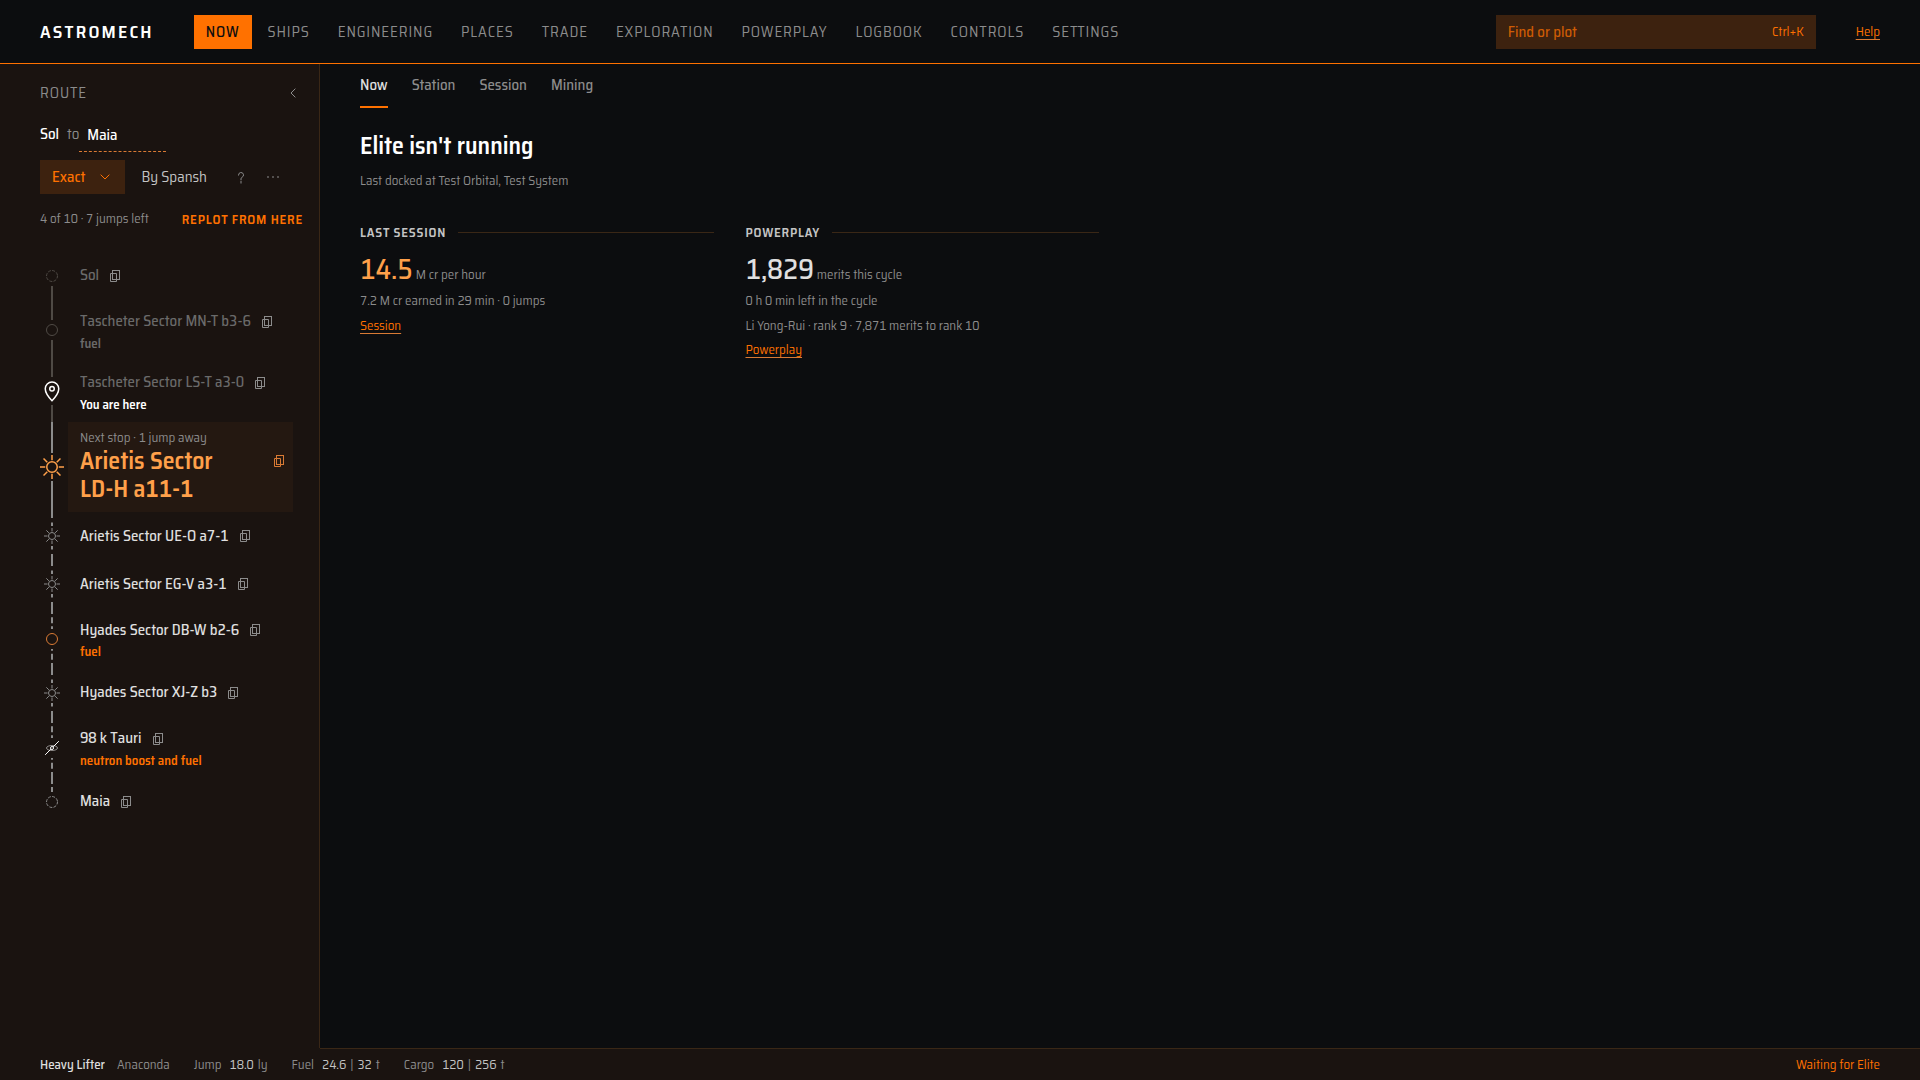 ASTROMECH
NOW
SHIPS
ENGINEERING
PLACES
TRADE
EXPLORATION
POWERPLAY
LOGBOOK
CONTROLS
SETTINGS
Find or plot
Ctrl+K
Help
ROUTE
Sol to Maia
Exact
By Spansh
?
...
4 of 10 · 7 jumps left
REPLOT FROM HERE
Sol
Tascheter Sector MN-T b3-6
fuel
Tascheter Sector LS-T a3-0
You are here
Next stop · 1 jump away
Arietis Sector
LD-H a11-1
Arietis Sector UE-O a7-1
Arietis Sector EG-V a3-1
Hyades Sector DB-W b2-6
fuel
Hyades Sector XJ-Z b3
98 k Tauri
neutron boost and fuel
Maia
Now
Station
Session
Mining
Elite isn't running
Last docked at Test Orbital, Test System
LAST SESSION
14.5 M cr per hour
7.2 M cr earned in 29 min · 0 jumps
Session
POWERPLAY
1,829 merits this cycle
0 h 0 min left in the cycle
Li Yong-Rui · rank 9 · 7,871 merits to rank 10
Powerplay
Heavy Lifter Anaconda
Jump 18.0 ly
Fuel 24.6 | 32 t
Cargo 120 | 256 t
Waiting for Elite